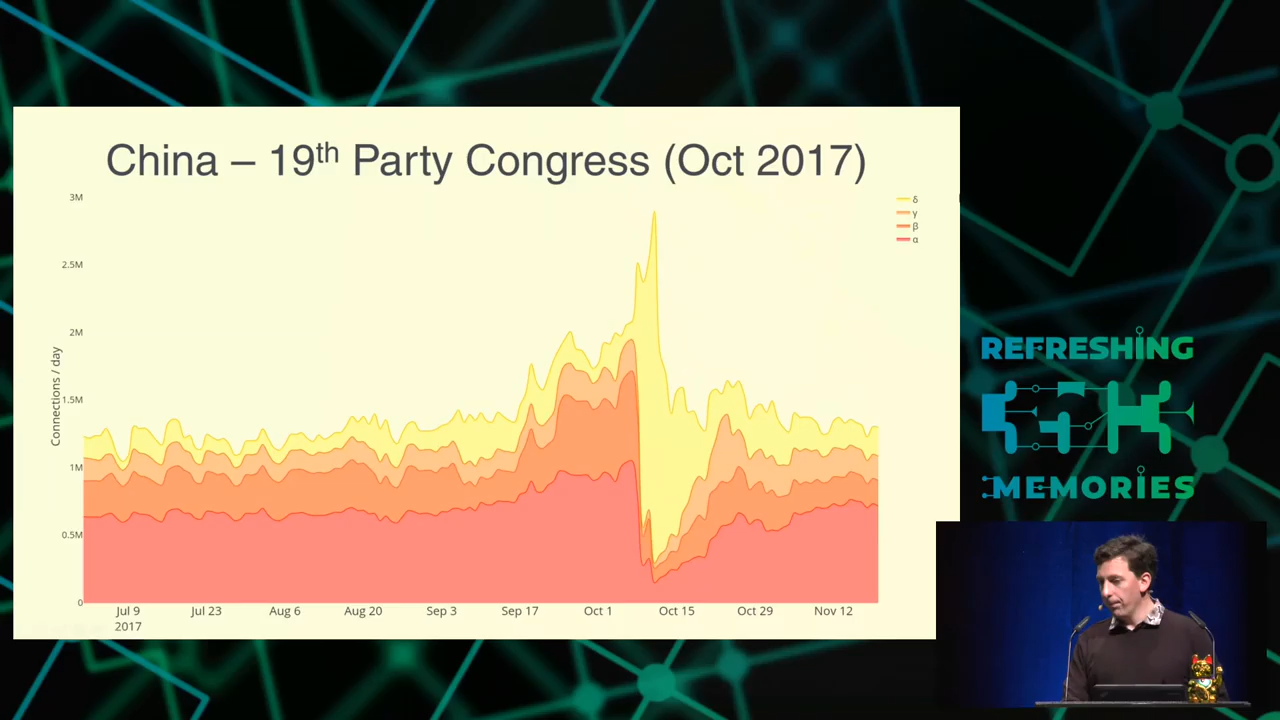 China – 19th Party Congress (Oct 2017)
3M
2.5M
2M
1.5M
1M
0.5M
0
Connections / day
Jul 9
2017
Jul 23
Aug 6
Aug 20
Sep 3
Sep 17
Oct 1
Oct 15
Oct 29
Nov 12
δ
γ
β
α
REFRESHING
MEMORIES